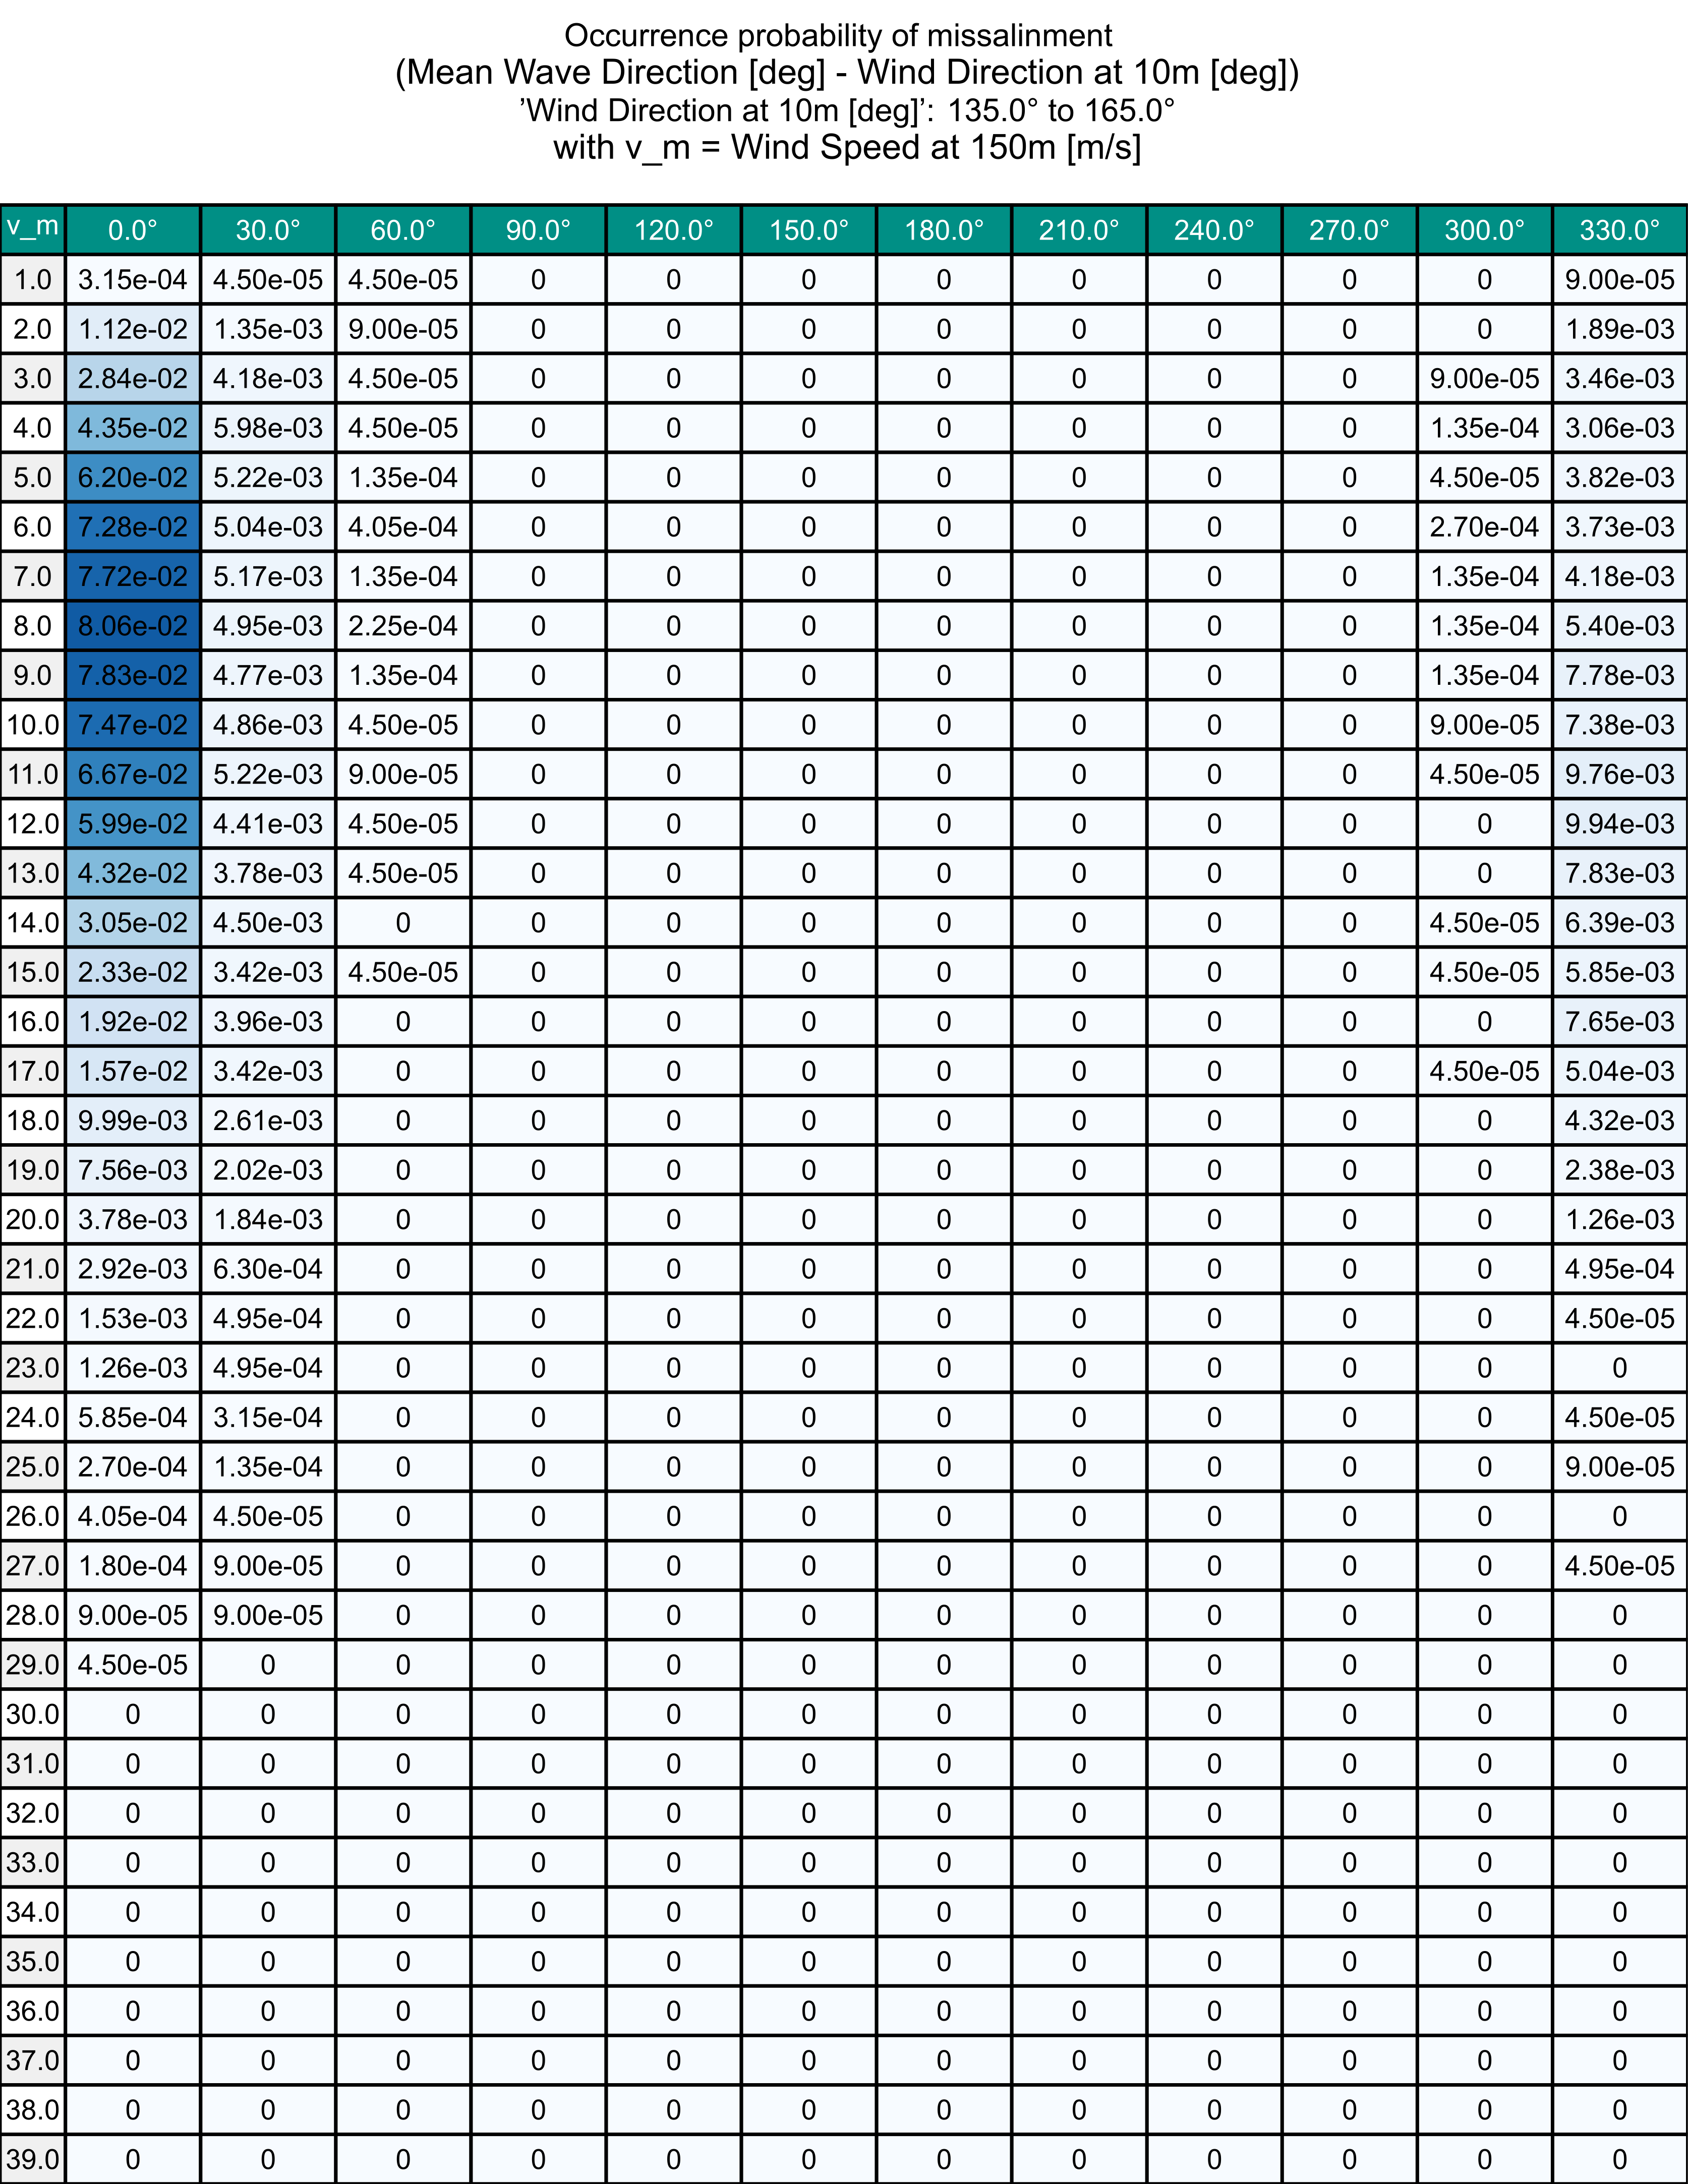 Occurrence probability of missalinment
(Mean Wave Direction [deg] - Wind Direction at 10m [deg])
’Wind Direction at 10m [deg]’: 135.0° to 165.0°
with v_m = Wind Speed at 150m [m/s]
v_m 0.0° 30.0° 60.0° 90.0° 120.0° 150.0° 180.0° 210.0° 240.0° 270.0° 300.0° 330.0°
1.0 3.15e-04 4.50e-05 4.50e-05 0 0 0 0 0 0 0 0 9.00e-05
2.0 1.12e-02 1.35e-03 9.00e-05 0 0 0 0 0 0 0 0 1.89e-03
3.0 2.84e-02 4.18e-03 4.50e-05 0 0 0 0 0 0 0 9.00e-05 3.46e-03
4.0 4.35e-02 5.98e-03 4.50e-05 0 0 0 0 0 0 0 1.35e-04 3.06e-03
5.0 6.20e-02 5.22e-03 1.35e-04 0 0 0 0 0 0 0 4.50e-05 3.82e-03
6.0 7.28e-02 5.04e-03 4.05e-04 0 0 0 0 0 0 0 2.70e-04 3.73e-03
7.0 7.72e-02 5.17e-03 1.35e-04 0 0 0 0 0 0 0 1.35e-04 4.18e-03
8.0 8.06e-02 4.95e-03 2.25e-04 0 0 0 0 0 0 0 1.35e-04 5.40e-03
9.0 7.83e-02 4.77e-03 1.35e-04 0 0 0 0 0 0 0 1.35e-04 7.78e-03
10.0 7.47e-02 4.86e-03 4.50e-05 0 0 0 0 0 0 0 9.00e-05 7.38e-03
11.0 6.67e-02 5.22e-03 9.00e-05 0 0 0 0 0 0 0 4.50e-05 9.76e-03
12.0 5.99e-02 4.41e-03 4.50e-05 0 0 0 0 0 0 0 0 9.94e-03
13.0 4.32e-02 3.78e-03 4.50e-05 0 0 0 0 0 0 0 0 7.83e-03
14.0 3.05e-02 4.50e-03 0 0 0 0 0 0 0 0 4.50e-05 6.39e-03
15.0 2.33e-02 3.42e-03 4.50e-05 0 0 0 0 0 0 0 4.50e-05 5.85e-03
16.0 1.92e-02 3.96e-03 0 0 0 0 0 0 0 0 0 7.65e-03
17.0 1.57e-02 3.42e-03 0 0 0 0 0 0 0 0 4.50e-05 5.04e-03
18.0 9.99e-03 2.61e-03 0 0 0 0 0 0 0 0 0 4.32e-03
19.0 7.56e-03 2.02e-03 0 0 0 0 0 0 0 0 0 2.38e-03
20.0 3.78e-03 1.84e-03 0 0 0 0 0 0 0 0 0 1.26e-03
21.0 2.92e-03 6.30e-04 0 0 0 0 0 0 0 0 0 4.95e-04
22.0 1.53e-03 4.95e-04 0 0 0 0 0 0 0 0 0 4.50e-05
23.0 1.26e-03 4.95e-04 0 0 0 0 0 0 0 0 0 0
24.0 5.85e-04 3.15e-04 0 0 0 0 0 0 0 0 0 4.50e-05
25.0 2.70e-04 1.35e-04 0 0 0 0 0 0 0 0 0 9.00e-05
26.0 4.05e-04 4.50e-05 0 0 0 0 0 0 0 0 0 0
27.0 1.80e-04 9.00e-05 0 0 0 0 0 0 0 0 0 4.50e-05
28.0 9.00e-05 9.00e-05 0 0 0 0 0 0 0 0 0 0
29.0 4.50e-05 0 0 0 0 0 0 0 0 0 0 0
30.0 0 0 0 0 0 0 0 0 0 0 0 0
31.0 0 0 0 0 0 0 0 0 0 0 0 0
32.0 0 0 0 0 0 0 0 0 0 0 0 0
33.0 0 0 0 0 0 0 0 0 0 0 0 0
34.0 0 0 0 0 0 0 0 0 0 0 0 0
35.0 0 0 0 0 0 0 0 0 0 0 0 0
36.0 0 0 0 0 0 0 0 0 0 0 0 0
37.0 0 0 0 0 0 0 0 0 0 0 0 0
38.0 0 0 0 0 0 0 0 0 0 0 0 0
39.0 0 0 0 0 0 0 0 0 0 0 0 0